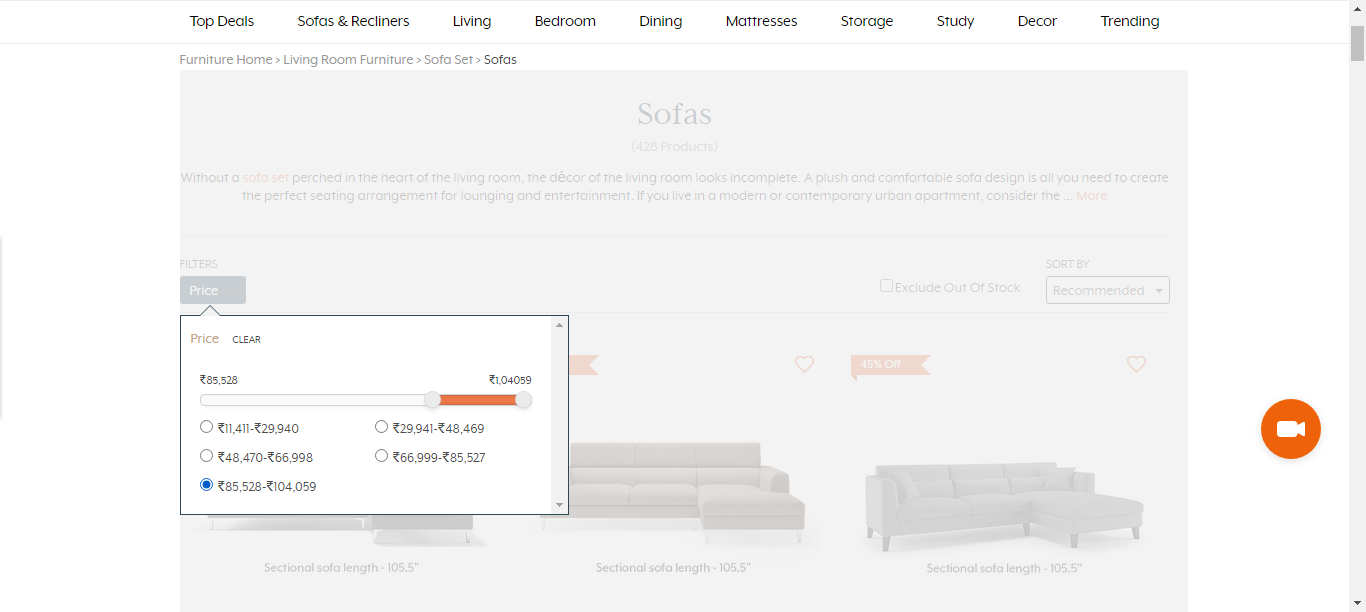 Top Deals Sofas & Recliners Living Bedroom Dining Mattresses Storage Study Decor Trending
Furniture Home > Living Room Furniture > Sofa Set > Sofas
Sofas
(428 Products)
Without a sofa set perched in the heart of the living room, the décor of the living room looks incomplete. A plush and comfortable sofa design is all you need to create
the perfect seating arrangement for lounging and entertainment. If you live in a modern or contemporary urban apartment, consider the ... More
FILTERS
SORT BY
Price
Exclude Out Of Stock
Recommended
Price CLEAR
₹85,528 ₹1,04059
₹11,411-₹29,940 ₹29,941-₹48,469
₹48,470-₹66,998 ₹66,999-₹85,527
₹85,528-₹104,059
45% Off
Sectional sofa length - 105.5" Sectional sofa length - 105.5" Sectional sofa length - 105.5"